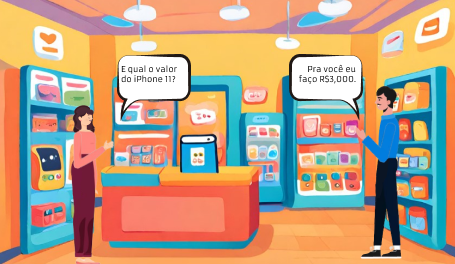 E qual o valor
do iPhone 11?
Pra você eu
faço R$3,000.